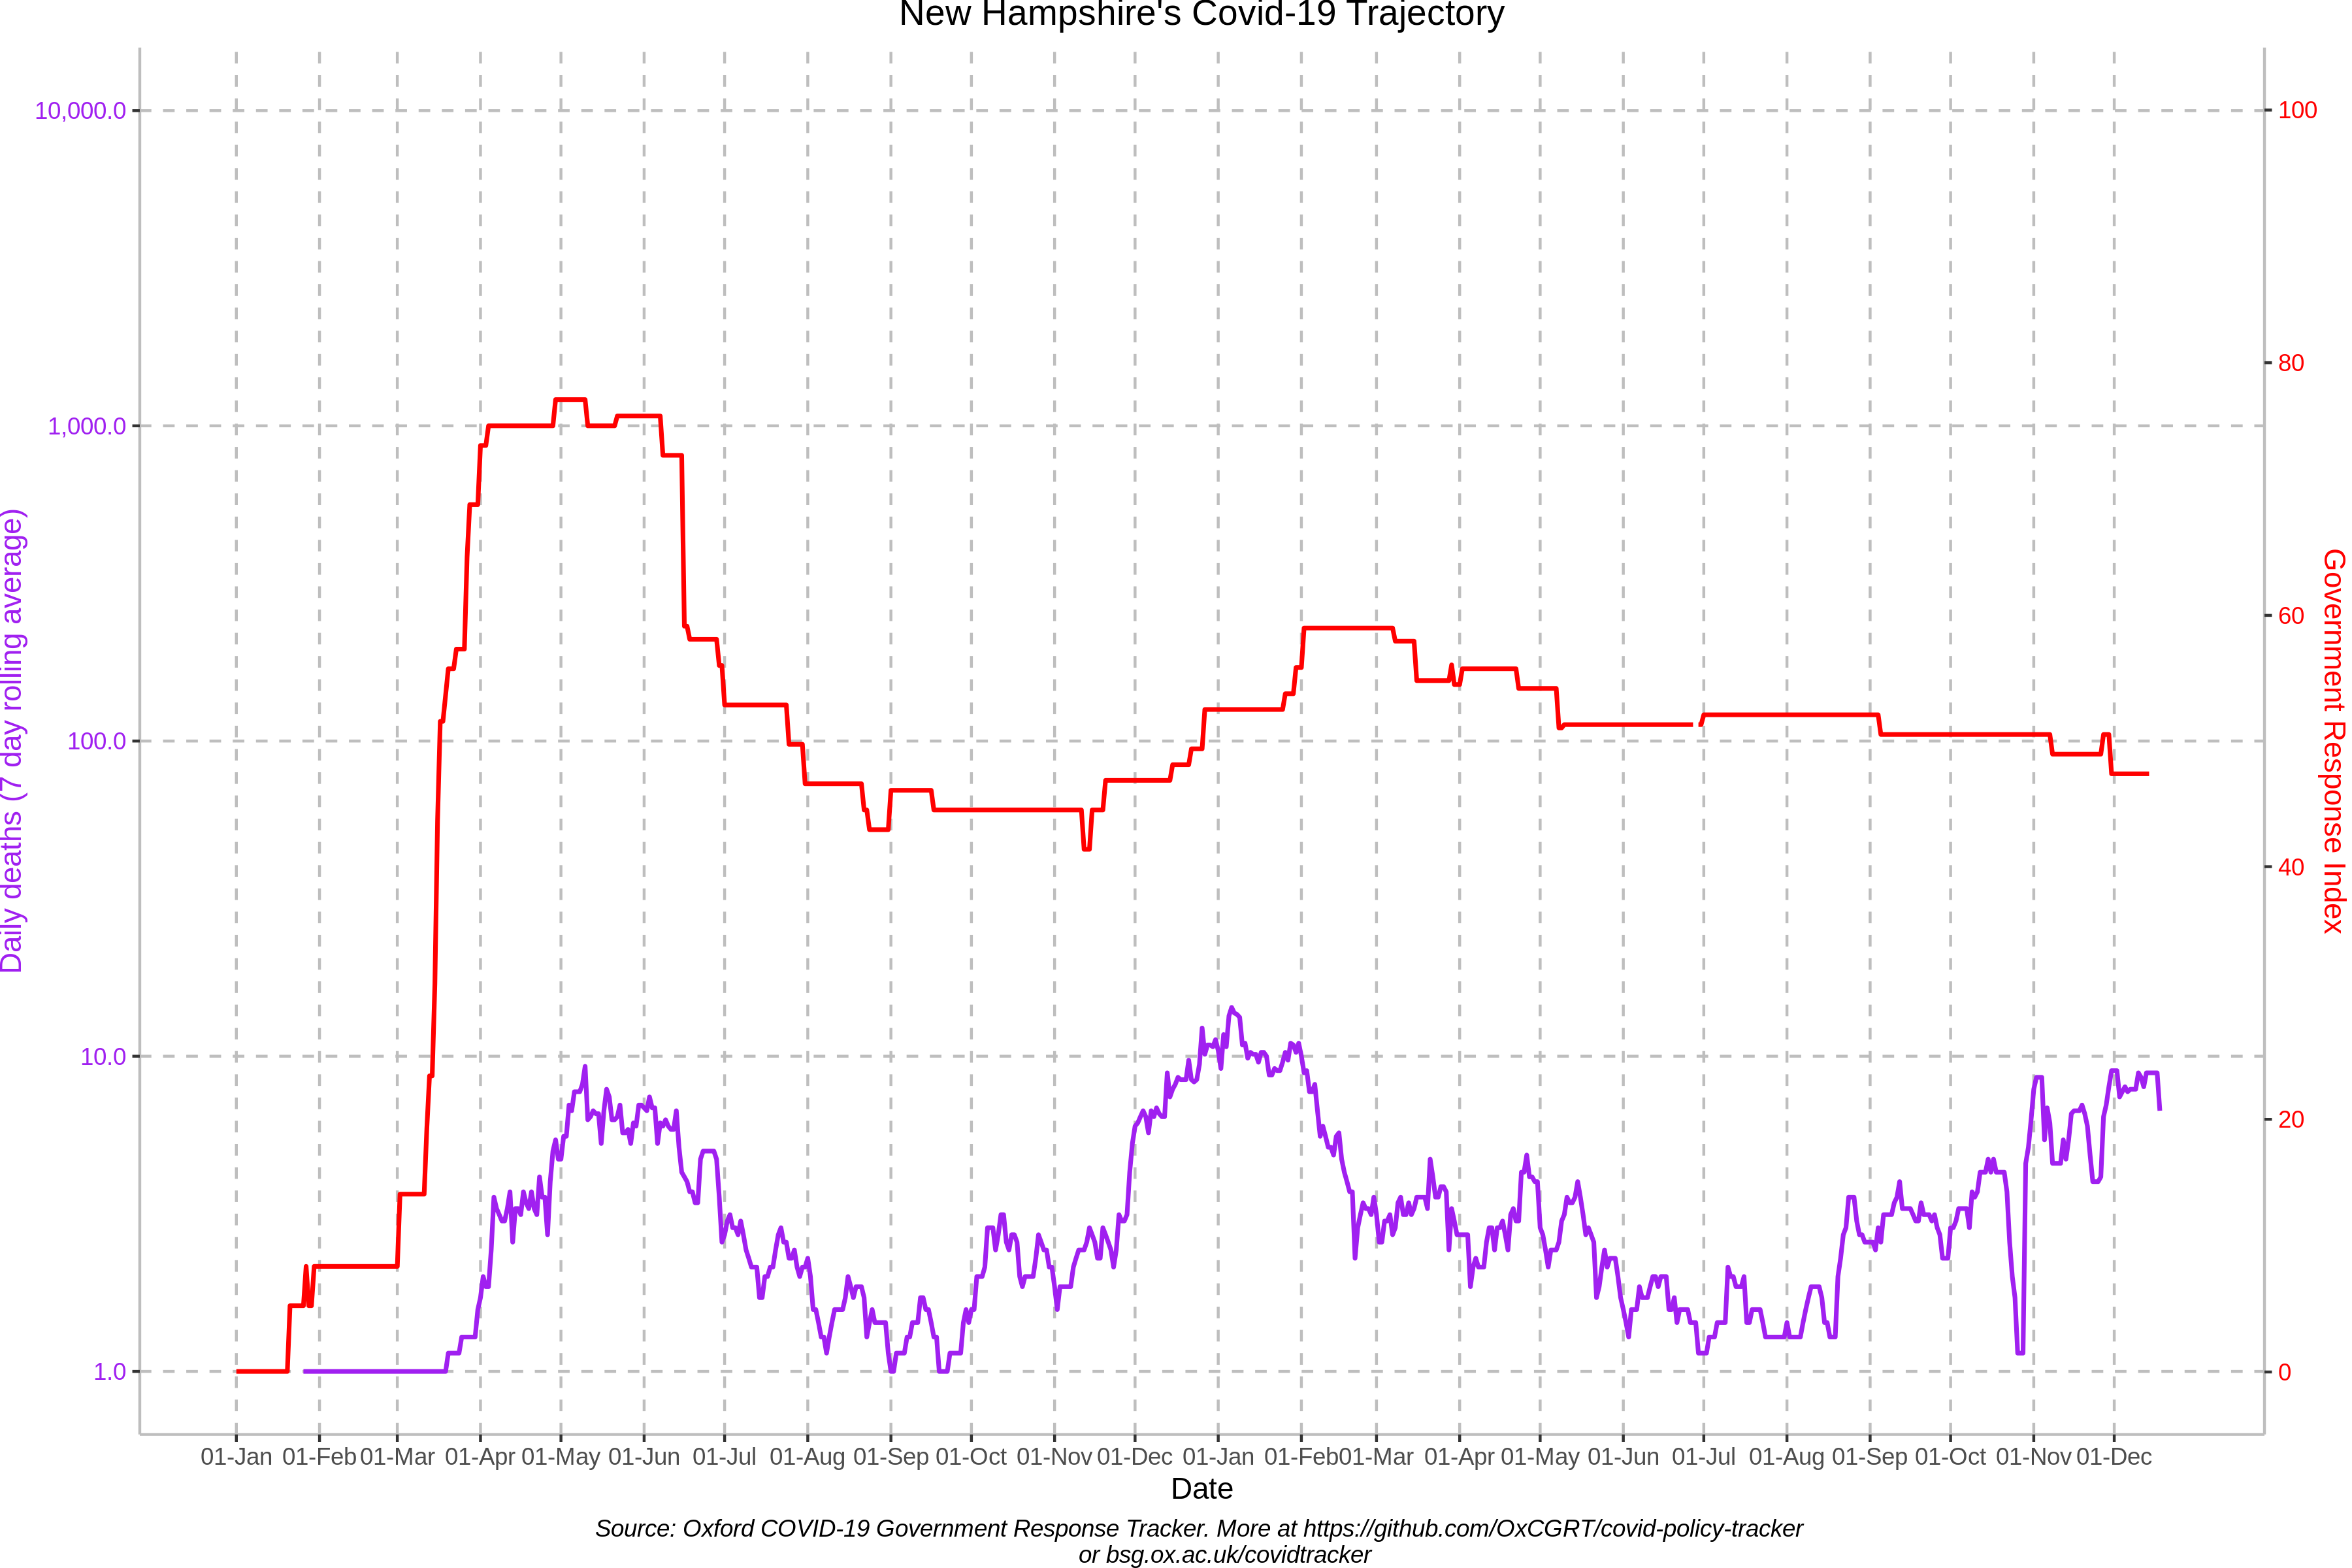 New Hampshire's Covid-19 Trajectory
10,000.0
1,000.0
100.0
10.0
1.0
Daily deaths (7 day rolling average)
100
80
60
40
20
0
Government Response Index
01-Jan 01-Feb 01-Mar 01-Apr 01-May 01-Jun 01-Jul 01-Aug 01-Sep 01-Oct 01-Nov 01-Dec 01-Jan 01-Feb 01-Mar 01-Apr 01-May 01-Jun 01-Jul 01-Aug 01-Sep 01-Oct 01-Nov 01-Dec
Date
Source: Oxford COVID-19 Government Response Tracker. More at https://github.com/OxCGRT/covid-policy-tracker
or bsg.ox.ac.uk/covidtracker